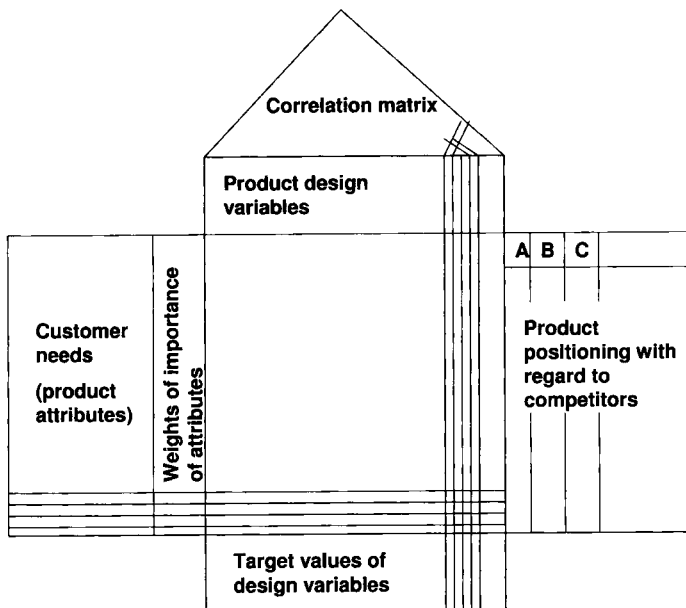 Correlation matrix
Product design
variables
A B C
Customer
needs
(product
attributes)
Weights of importance
of attributes
Product
positioning with
regard to
competitors
Target values of
design variables